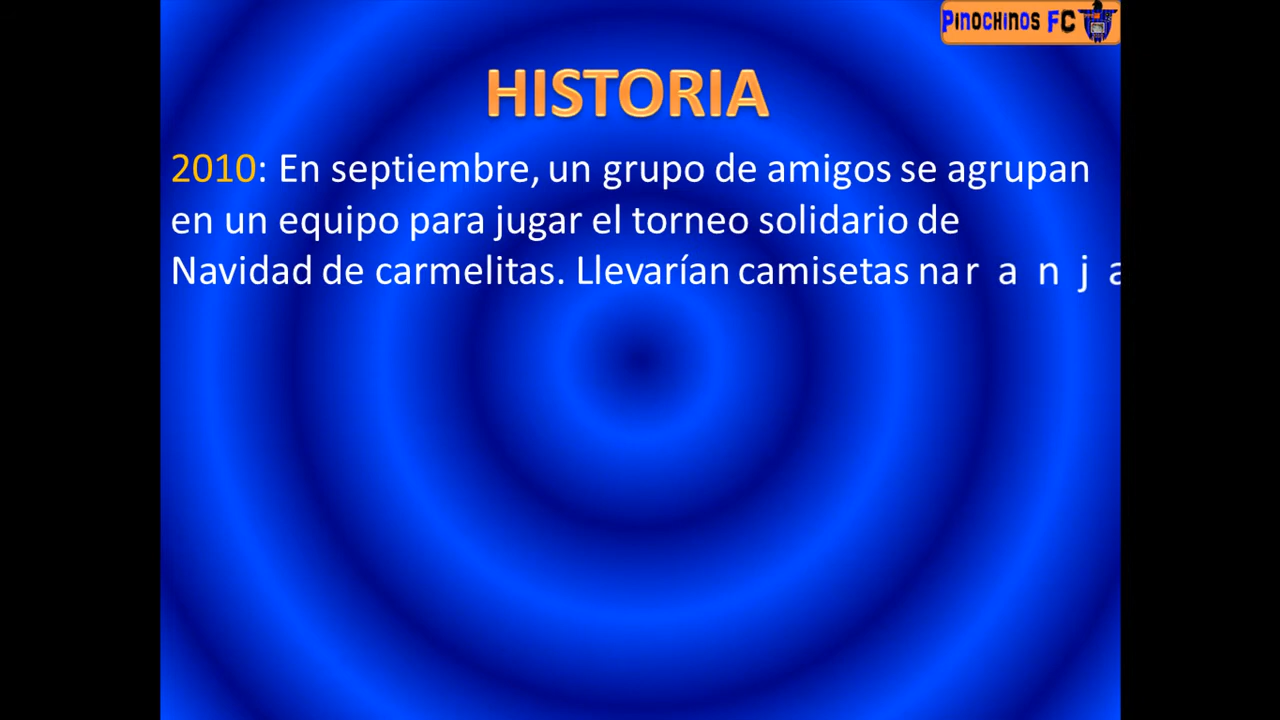 Pinochinos FC
HISTORIA
2010: En septiembre, un grupo de amigos se agrupan
en un equipo para jugar el torneo solidario de
Navidad de carmelitas. Llevarían camisetas naranja